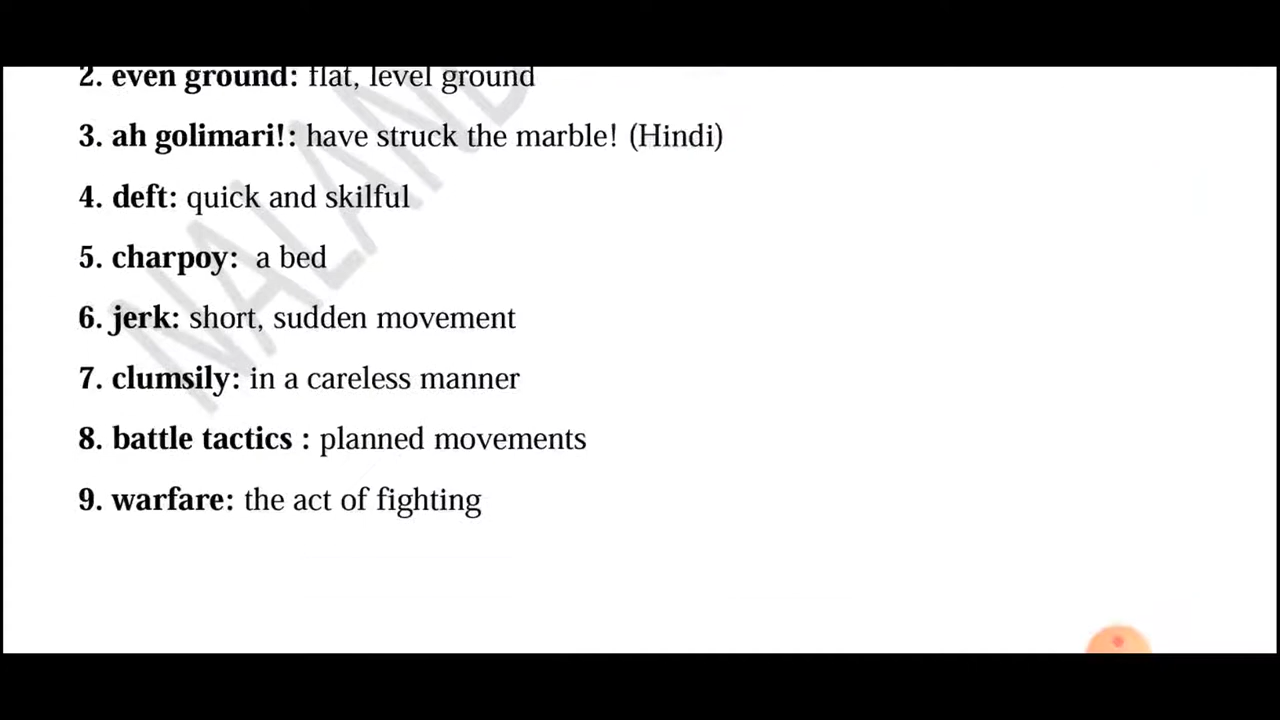 2. even ground: flat, level ground
3. ah golimari!: have struck the marble! (Hindi)
4. deft: quick and skilful
5. charpoy: a bed
6. jerk: short, sudden movement
7. clumsily: in a careless manner
8. battle tactics : planned movements
9. warfare: the act of fighting